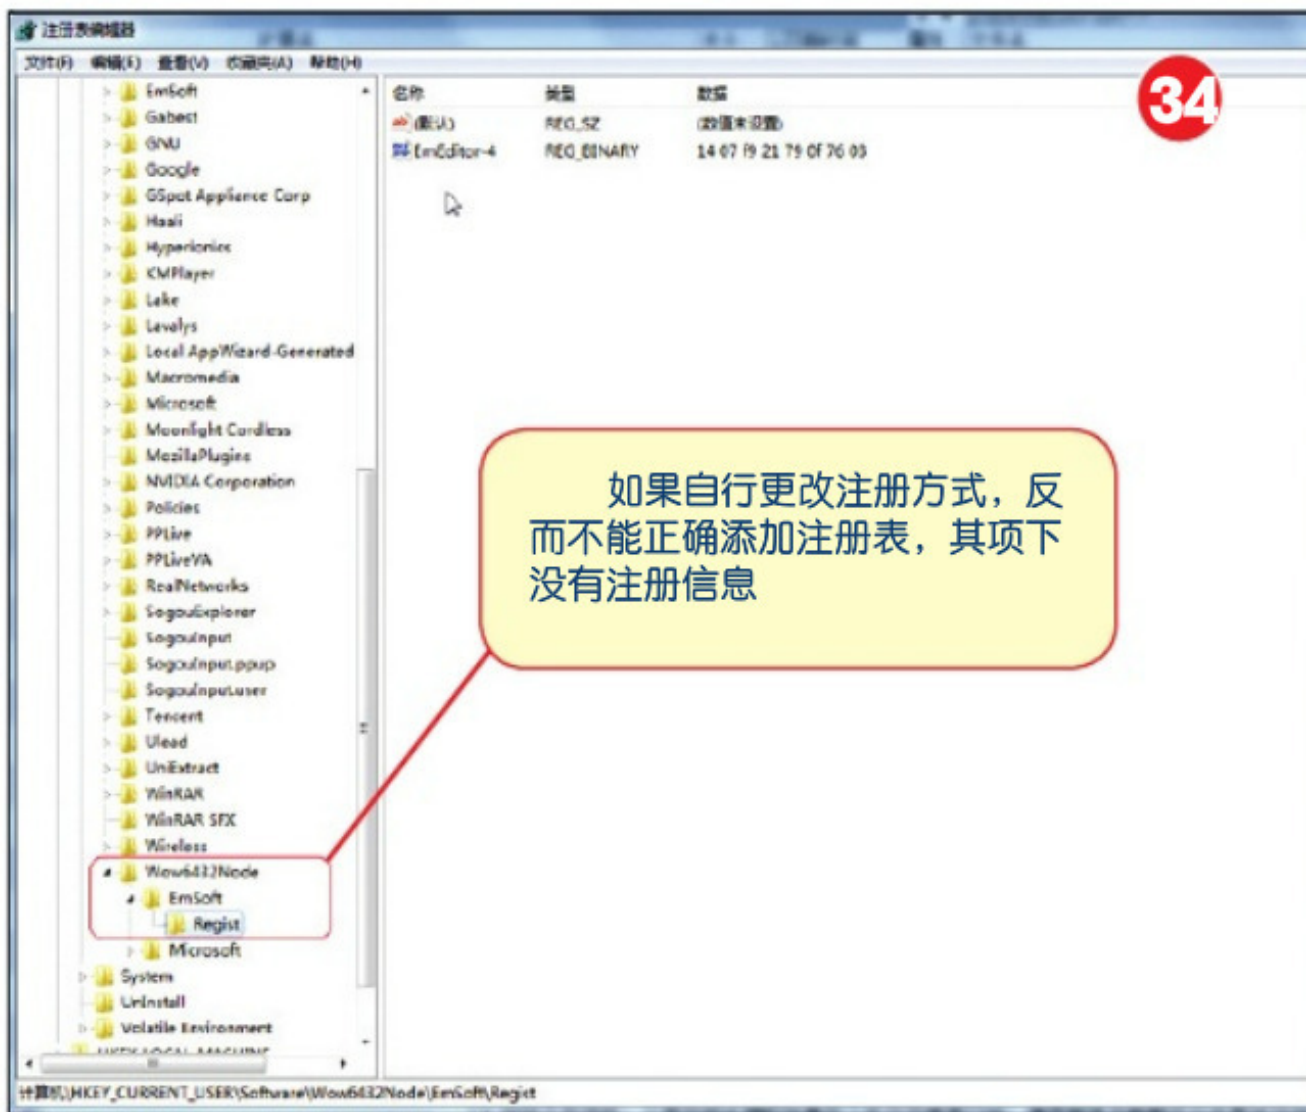 注册表编辑器
文件(F) 编辑(E) 查看(V) 收藏夹(A) 帮助(H)
34
名称 类型 数据
(默认) REG_SZ (数值未设置)
EmEditor-4 REG_BINARY 14 07 f9 21 79 0f 76 03
EmSoft
Gabest
GNU
Google
GSpot Appliance Corp
Haali
Hyperionics
KMPlayer
Lake
Lavalys
Local AppWizard-Generated
Macromedia
Microsoft
Moonlight Cordless
MozillaPlugins
NVIDIA Corporation
Policies
PPLive
PPLiveVA
RealNetworks
SogouExplorer
SogouInput
SogouInput.ppup
SogouInput.user
Tencent
Ulead
UniExtract
WinRAR
WinRAR SFX
Wireless
Wow6432Node
EmSoft
Regist
Microsoft
System
UnInstall
Volatile Environment
HKEY_LOCAL_MACHINE
如果自行更改注册方式，反
而不能正确添加注册表，其项下
没有注册信息
计算机\HKEY_CURRENT_USER\Software\Wow6432Node\EmSoft\Regist